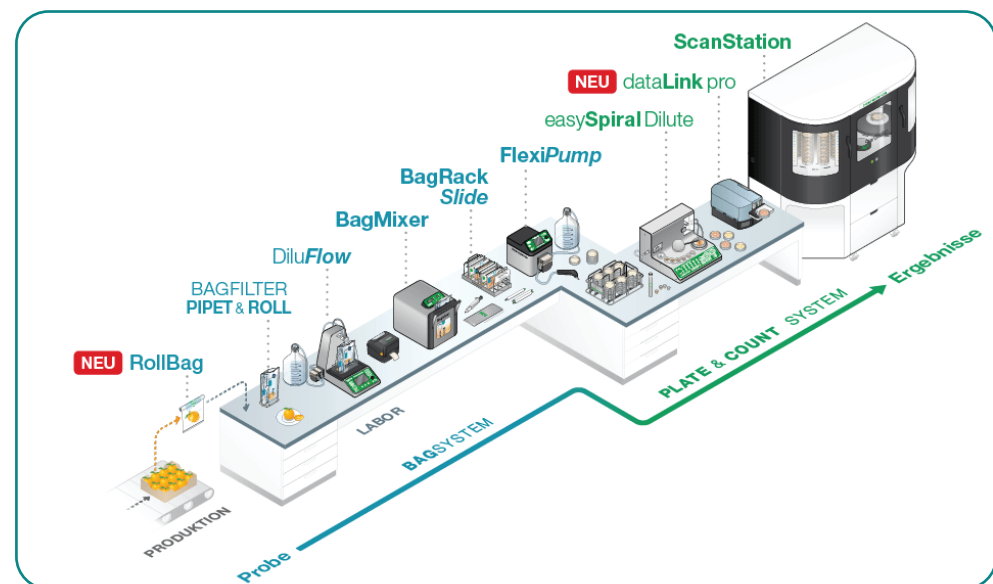 ScanStation
NEU dataLink pro
easySpiral Dilute
FlexiPump
BagRack
Slide
BagMixer
DiluFlow
BAGFILTER
PIPET & ROLL
NEU RollBag
LABOR
PRODUKTION
Probe
BAGSYSTEM
PLATE & COUNT SYSTEM
Ergebnisse